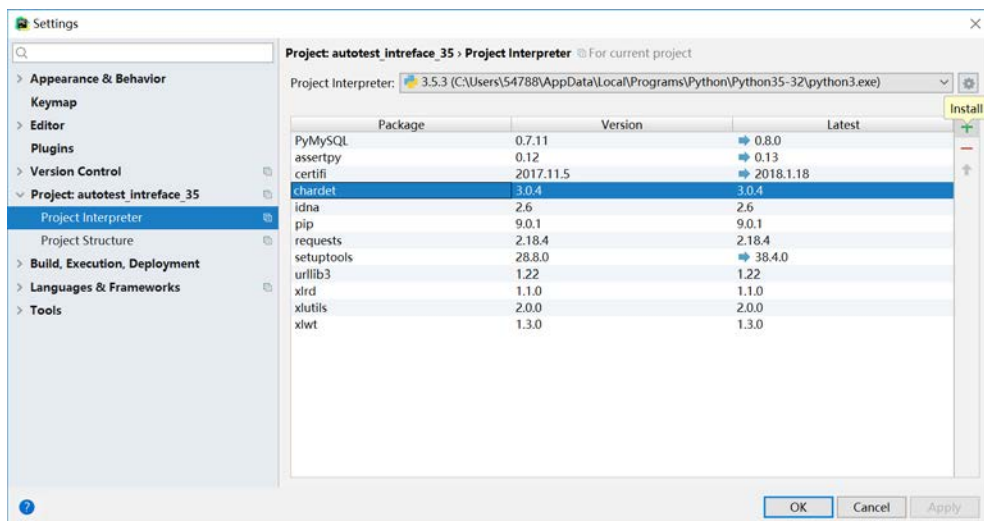 Settings
Project: autotest_intreface_35 › Project Interpreter For current project
Appearance & Behavior
Keymap
Editor
Plugins
Version Control
Project: autotest_intreface_35
Project Interpreter
Project Structure
Build, Execution, Deployment
Languages & Frameworks
Tools
Project Interpreter: 3.5.3 (C:\Users\54788\AppData\Local\Programs\Python\Python35-32\python3.exe)
Install
Package Version Latest
PyMySQL 0.7.11 0.8.0
assertpy 0.12 0.13
certifi 2017.11.5 2018.1.18
chardet 3.0.4 3.0.4
idna 2.6 2.6
pip 9.0.1 9.0.1
requests 2.18.4 2.18.4
setuptools 28.8.0 38.4.0
urllib3 1.22 1.22
xlrd 1.1.0 1.1.0
xlutils 2.0.0 2.0.0
xlwt 1.3.0 1.3.0
? OK Cancel Apply